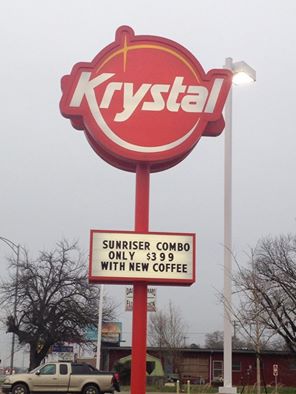 Krystal
SUNRISER COMBO
ONLY $399
WITH NEW COFFEE